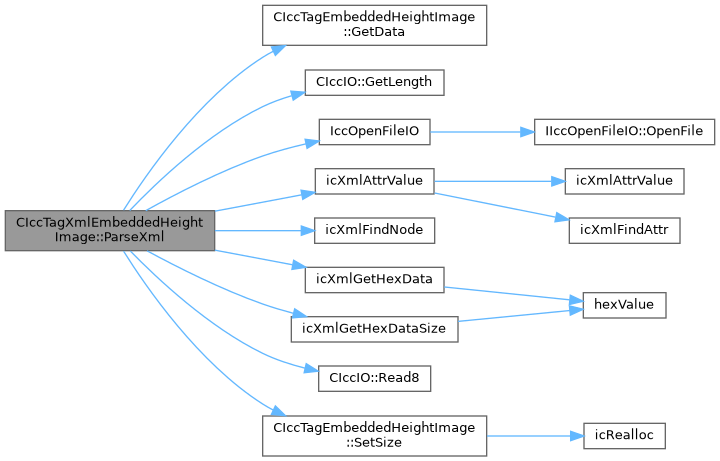 CIccTagEmbeddedHeightImage
::GetData
CIccIO::GetLength
IccOpenFileIO
IIccOpenFileIO::OpenFile
icXmlAttrValue
icXmlAttrValue
icXmlFindAttr
CIccTagXmlEmbeddedHeight
Image::ParseXml
icXmlFindNode
icXmlGetHexData
hexValue
icXmlGetHexDataSize
CIccIO::Read8
CIccTagEmbeddedHeightImage
::SetSize
icRealloc